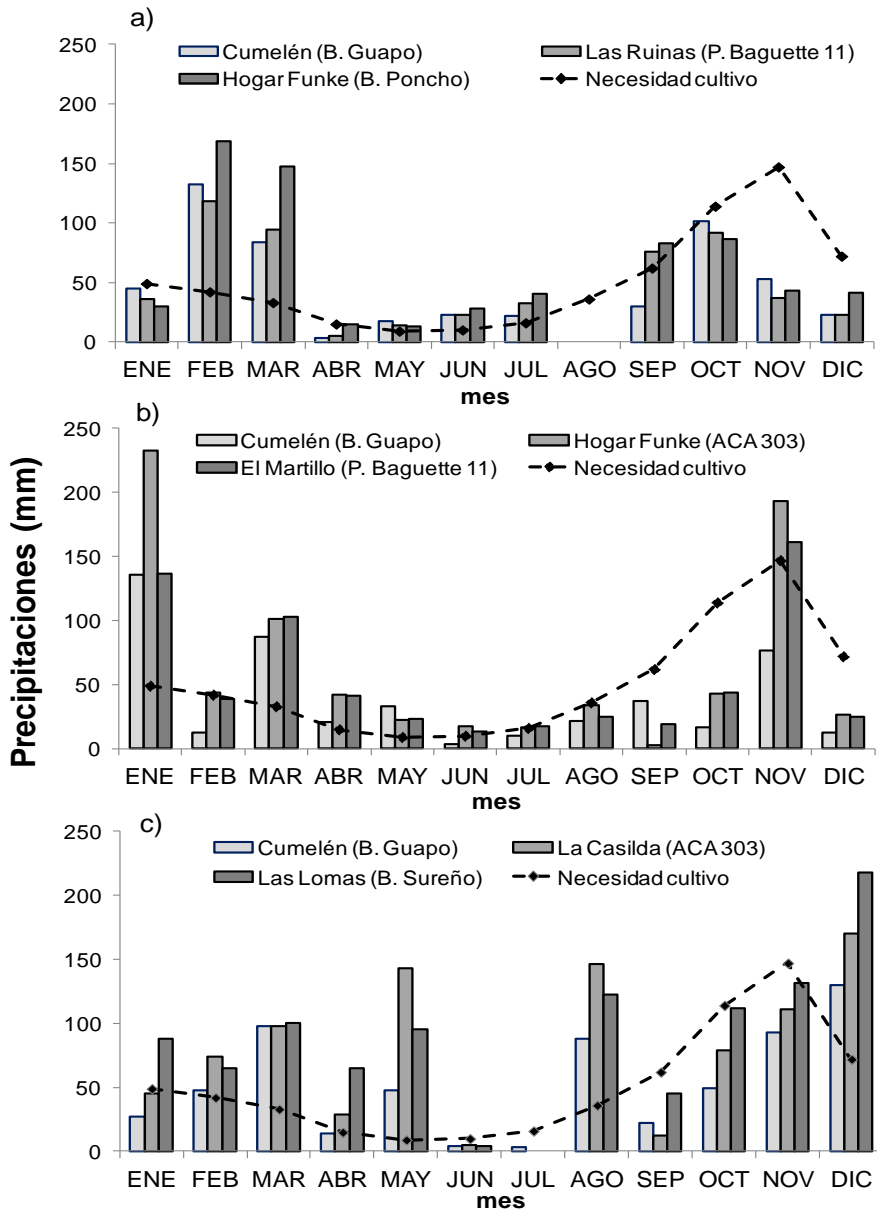 a)
Cumelén (B. Guapo) Las Ruinas (P. Baguette 11)
Hogar Funke (B. Poncho) Necesidad cultivo
250
200
150
100
50
0
ENE FEB MAR ABR MAY JUN JUL AGO SEP OCT NOV DIC
mes
b)
Cumelén (B. Guapo) Hogar Funke (ACA 303)
El Martillo (P. Baguette 11) Necesidad cultivo
250
200
150
100
50
0
Precipitaciones (mm)
ENE FEB MAR ABR MAY JUN JUL AGO SEP OCT NOV DIC
mes
c)
Cumelén (B. Guapo) La Casilda (ACA 303)
Las Lomas (B. Sureño) Necesidad cultivo
250
200
150
100
50
0
ENE FEB MAR ABR MAY JUN JUL AGO SEP OCT NOV DIC
mes